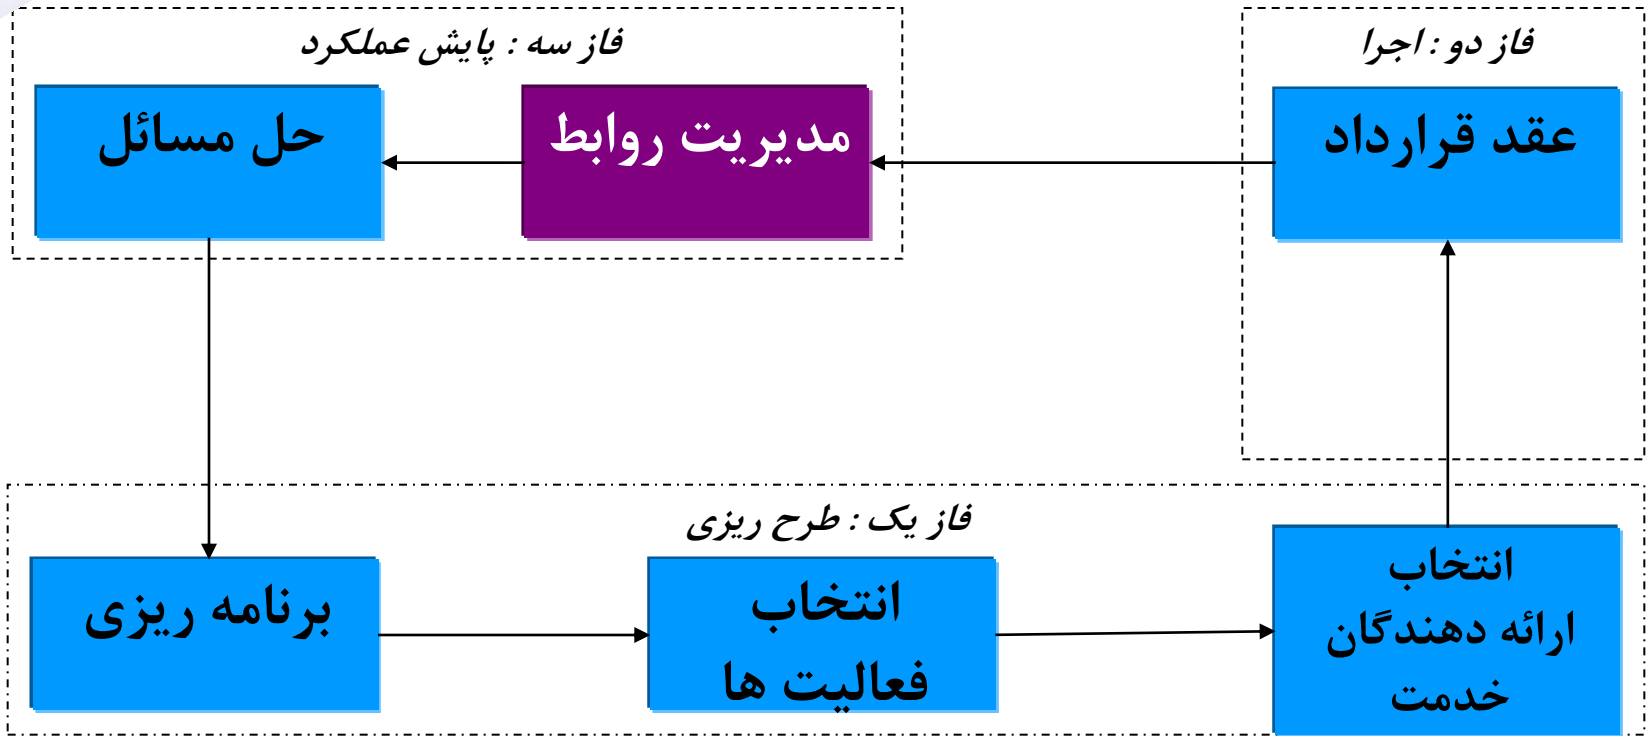 فاز دو : اجرا
عقد قرارداد
فاز سه : پایش عملکرد
مدیریت روابط
حل مسائل
فاز یک : طرح ریزی
برنامه ریزی
انتخاب
فعالیت ها
انتخاب
ارائه دهندگان
خدمت